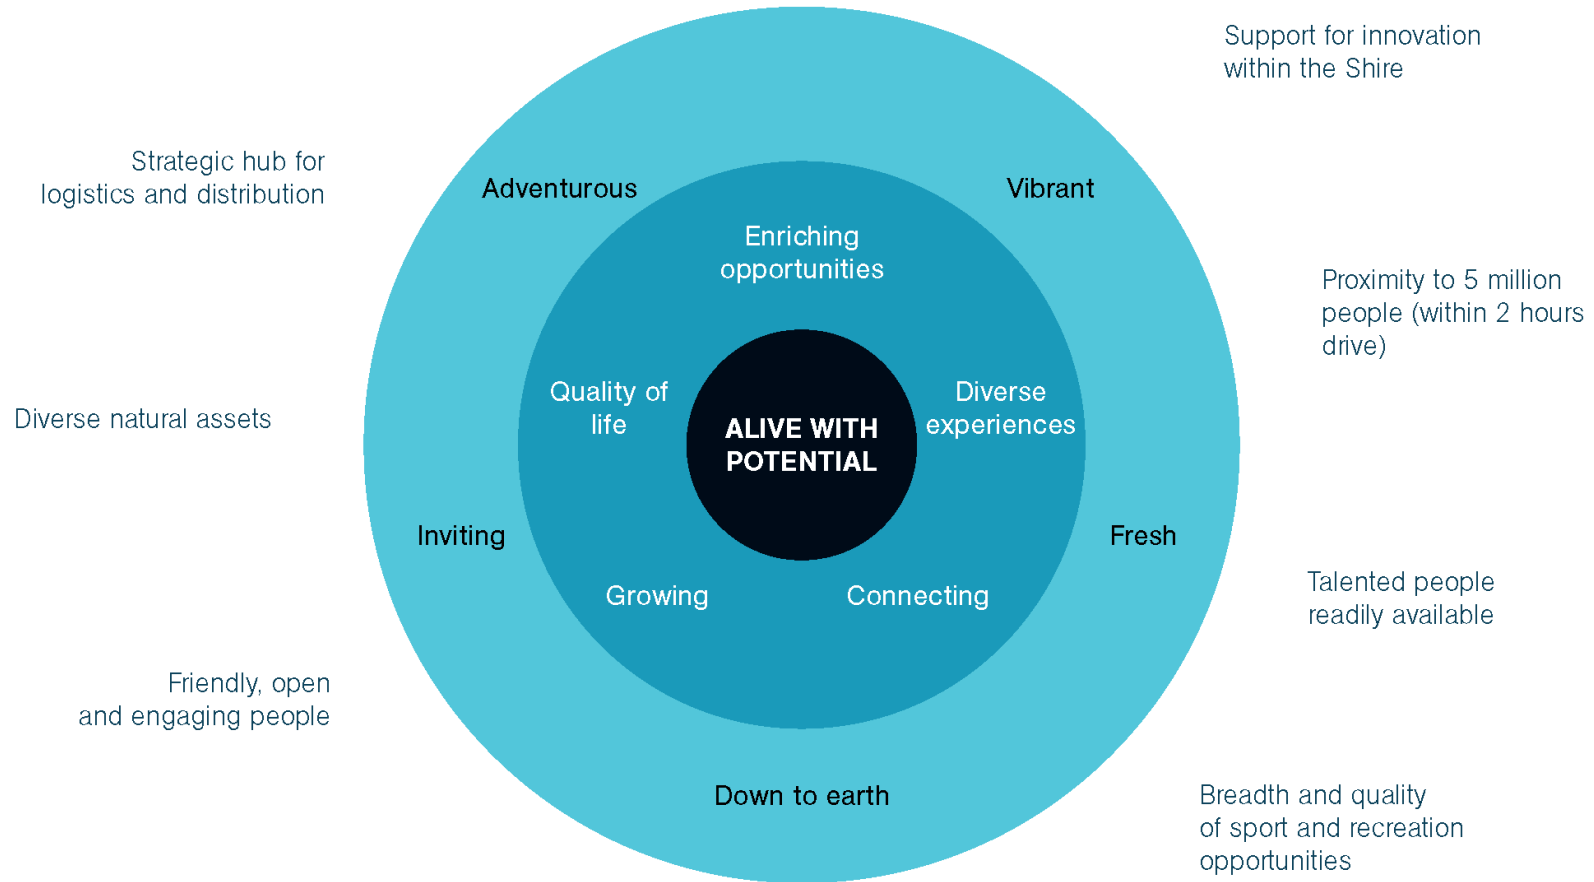 Support for innovation
within the Shire
Strategic hub for
logistics and distribution
Adventurous
Vibrant
Enriching
opportunities
Proximity to 5 million
people (within 2 hours
drive)
Quality of
life
Diverse
experiences
Diverse natural assets
ALIVE WITH
POTENTIAL
Inviting
Fresh
Growing
Connecting
Talented people
readily available
Friendly, open
and engaging people
Down to earth
Breadth and quality
of sport and recreation
opportunities